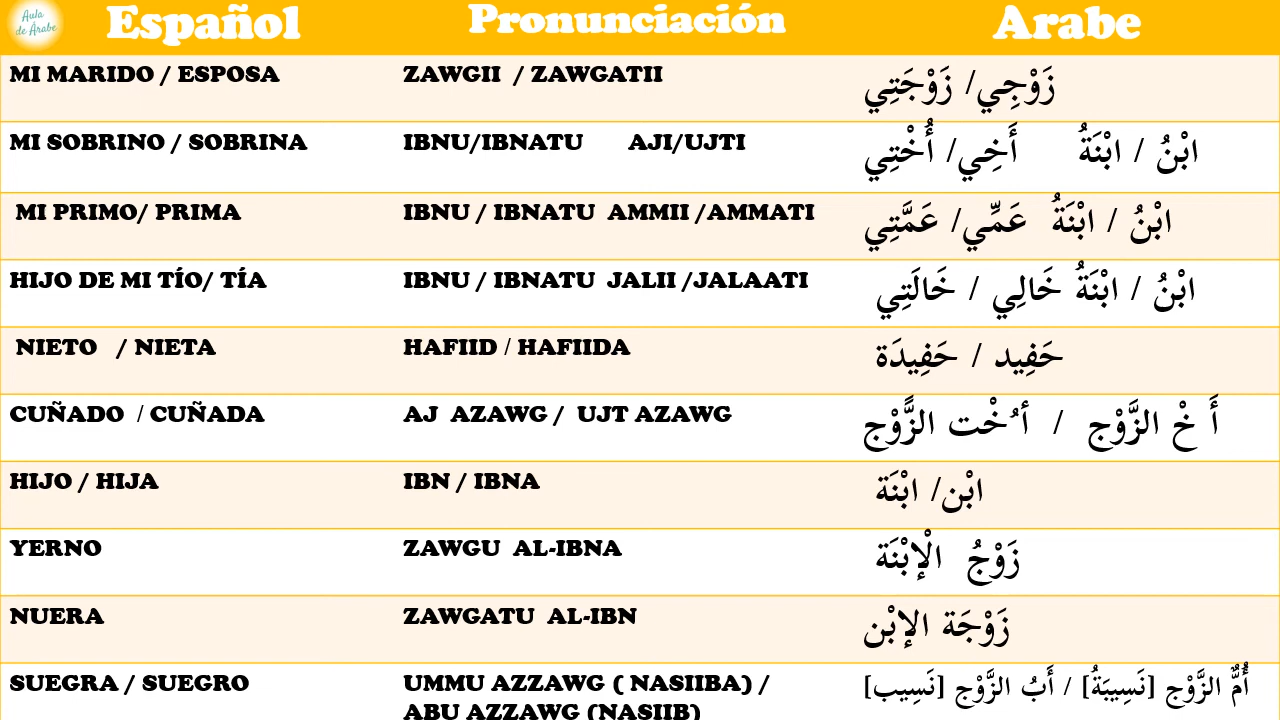 Aula de Árabe
Español Pronunciación Arabe
MI MARIDO / ESPOSA ZAWGII / ZAWGATII زَوْجِي/ زَوْجَتِي
MI SOBRINO / SOBRINA IBNU/IBNATU AJI/UJTI ابْنُ / ابْنَةُ أَخِي/ أُخْتِي
MI PRIMO/ PRIMA IBNU / IBNATU AMMII /AMMATI ابْنُ / ابْنَةُ عَمِّي/ عَمَّتِي
HIJO DE MI TÍO/ TÍA IBNU / IBNATU JALII /JALAATI ابْنُ / ابْنَةُ خَالِي / خَالَتِي
NIETO / NIETA HAFIID / HAFIIDA حَفِيد / حَفِيدَة
CUÑADO / CUÑADA AJ AZAWG / UJT AZAWG أَ خْ الزَّوْج / أ ُخْت الزَّوْج
HIJO / HIJA IBN / IBNA ابْن/ ابْنَة
YERNO ZAWGU AL-IBNA زَوْجُ الْإبْنَة
NUERA ZAWGATU AL-IBN زَوْجَة الإبْن
SUEGRA / SUEGRO UMMU AZZAWG ( NASIIBA) / أُمُّ الزَّوْج [نَسِيبَةُ] / أَبُ الزَّوْج [نَسِيب]
ABU AZZAWG (NASIIB)